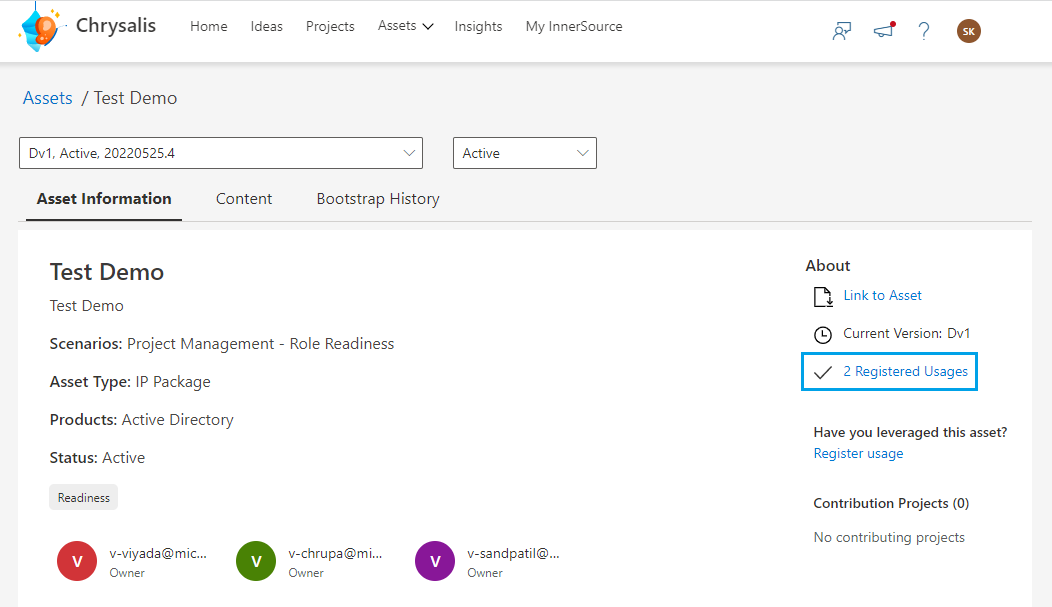 Chrysalis Home Ideas Projects Assets Insights My InnerSource ? SK
Assets / Test Demo
Dv1, Active, 20220525.4 Active
Asset Information Content Bootstrap History
Test Demo
Test Demo
Scenarios: Project Management - Role Readiness
Asset Type: IP Package
Products: Active Directory
Status: Active
Readiness
V v-viyada@mic... Owner
V v-chrupa@mi... Owner
V v-sandpatil@... Owner
About
Link to Asset
Current Version: Dv1
2 Registered Usages
Have you leveraged this asset?
Register usage
Contribution Projects (0)
No contributing projects